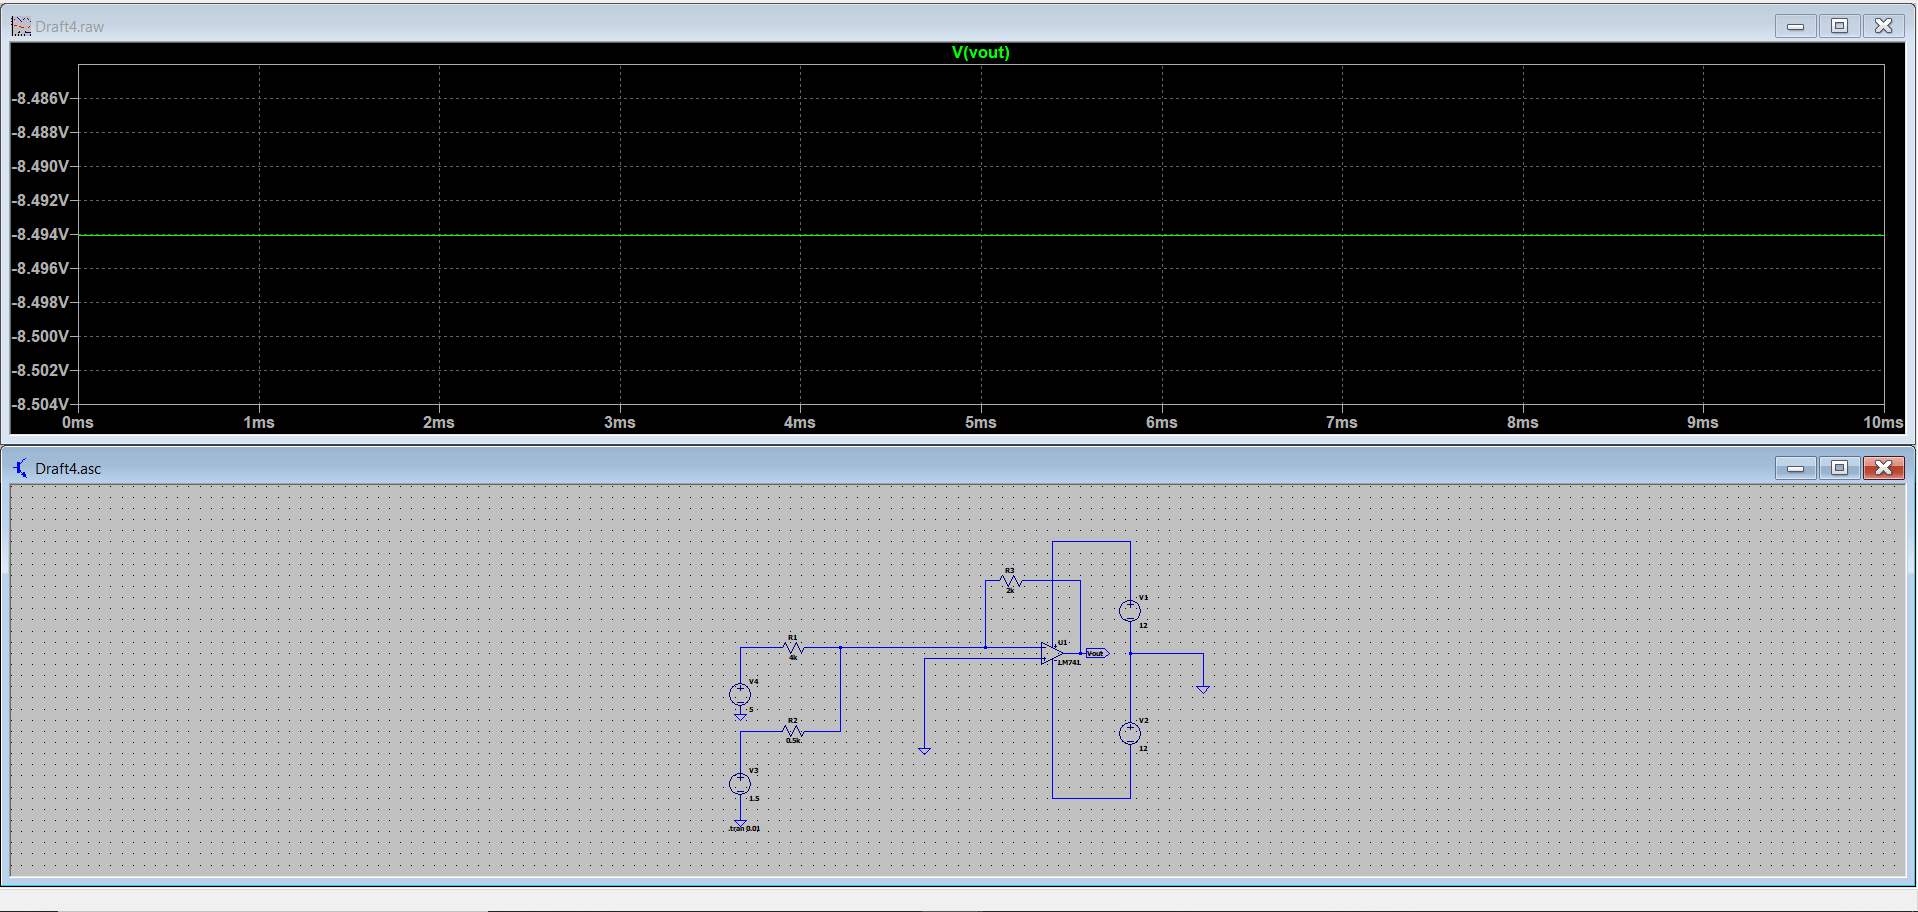 Draft4.raw
V(vout)
-8.486V
-8.488V
-8.490V
-8.492V
-8.494V
-8.496V
-8.498V
-8.500V
-8.502V
-8.504V
0ms 1ms 2ms 3ms 4ms 5ms 6ms 7ms 8ms 9ms 10ms
Draft4.asc
R3
2k
V1
12
R1
4k
U1
Vout
LM741
V4
5
R2
0.5k
V2
12
V3
1.5
.tran 0.01